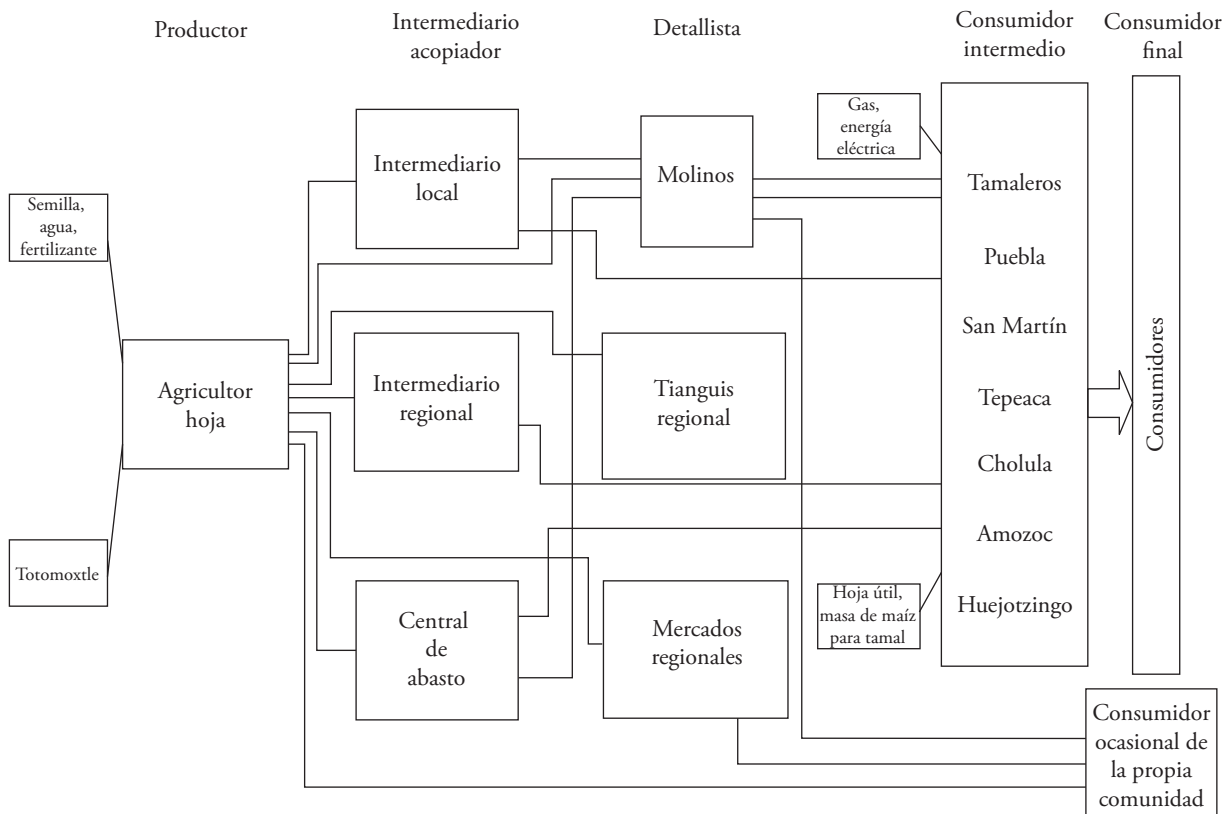 Productor
Intermediario
acopiador
Detallista
Consumidor
intermedio
Consumidor
final
Semilla,
agua,
fertilizante
Totomoxtle
Agricultor
hoja
Intermediario
local
Intermediario
regional
Central
de
abasto
Molinos
Tianguis
regional
Mercados
regionales
Gas,
energía
eléctrica
Hoja útil,
masa de maíz
para tamal
Tamaleros
Puebla
San Martín
Tepeaca
Cholula
Amozoc
Huejotzingo
Consumidores
Consumidor
ocasional de
la propia
comunidad